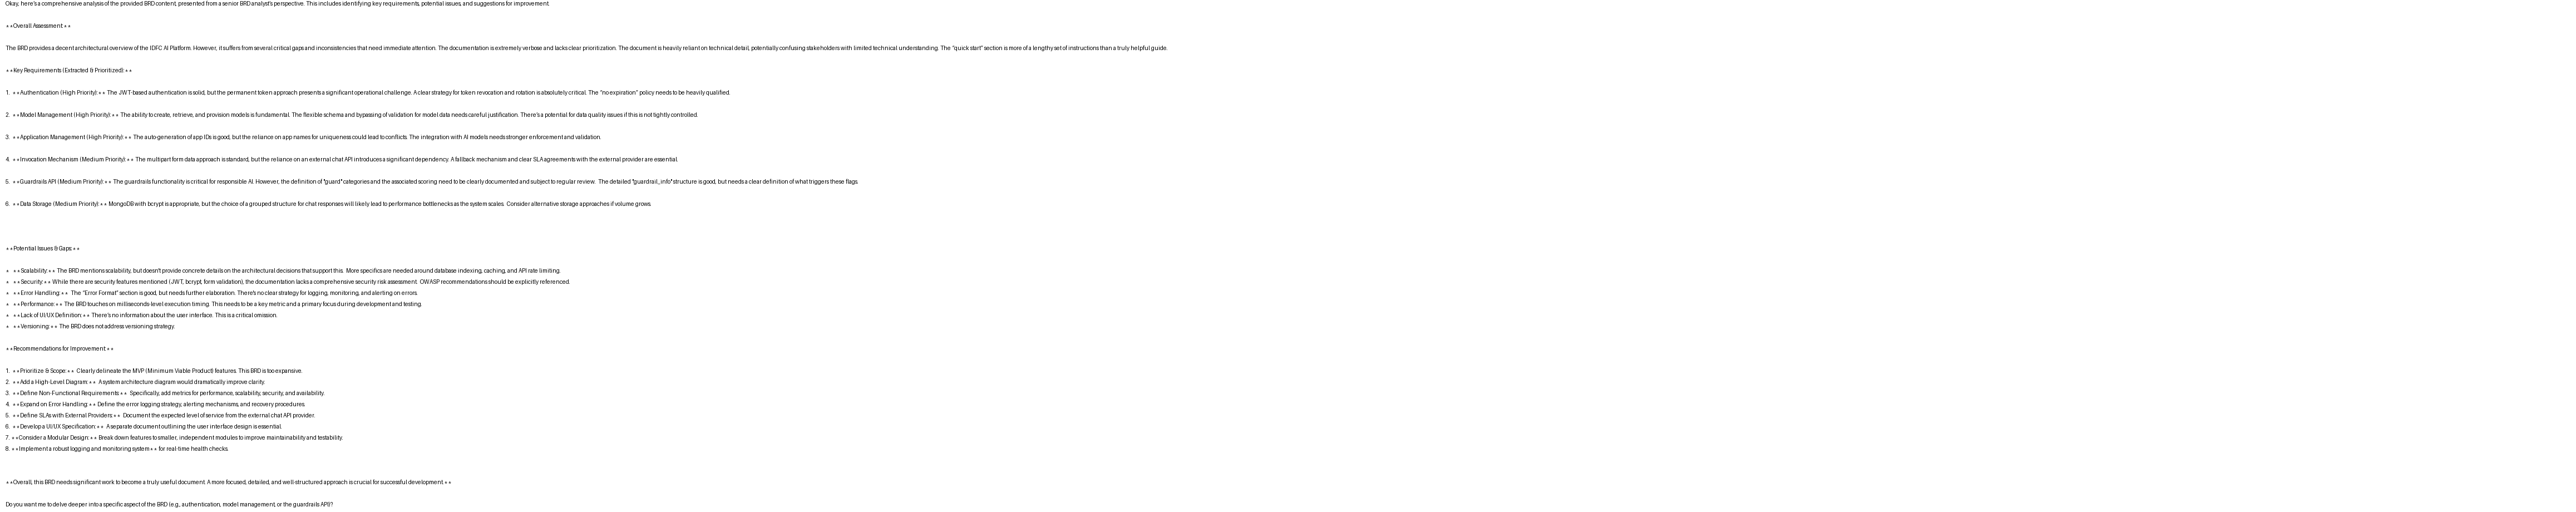 Okay, here's a comprehensive analysis of the provided BRD content, presented from a senior BRD analyst's perspective. This includes identifying key requirements, potential issues, and suggestions for improvement.
**Overall Assessment:**
The BRD provides a decent architectural overview of the IDFC AI Platform. However, it suffers from several critical gaps and inconsistencies that need immediate attention. The documentation is extremely verbose and lacks clear prioritization. The document is heavily reliant on technical detail, potentially confusing stakeholders with limited technical understanding. The "quick start" section is more of a lengthy set of instructions than a truly helpful guide.
**Key Requirements (Extracted & Prioritized):**
1. **Authentication (High Priority):** The JWT-based authentication is solid, but the permanent token approach presents a significant operational challenge. A clear strategy for token revocation and rotation is absolutely critical. The "no expiration" policy needs to be heavily qualified.
2. **Model Management (High Priority):** The ability to create, retrieve, and provision models is fundamental. The flexible schema and bypassing of validation for model data needs careful justification. There's a potential for data quality issues if this is not tightly controlled.
3. **Application Management (High Priority):** The auto-generation of app IDs is good, but the reliance on app names for uniqueness could lead to conflicts. The integration with AI models needs stronger enforcement and validation.
4. **Invocation Mechanism (Medium Priority):** The multipart form data approach is standard, but the reliance on an external chat API introduces a significant dependency. A fallback mechanism and clear SLA agreements with the external provider are essential.
5. **Guardrails API (Medium Priority):** The guardrails functionality is critical for responsible AI. However, the definition of "guard" categories and the associated scoring need to be clearly documented and subject to regular review. The detailed "guardrail_info" structure is good, but needs a clear definition of what triggers these flags.
6. **Data Storage (Medium Priority):** MongoDB with bcrypt is appropriate, but the choice of a grouped structure for chat responses will likely lead to performance bottlenecks as the system scales. Consider alternative storage approaches if volume grows.
**Potential Issues & Gaps:**
* **Scalability:** The BRD mentions scalability, but doesn't provide concrete details on the architectural decisions that support this. More specifics are needed around database indexing, caching, and API rate limiting.
* **Security:** While there are security features mentioned (JWT, bcrypt, form validation), the documentation lacks a comprehensive security risk assessment. OWASP recommendations should be explicitly referenced.
* **Error Handling:** The "Error Format" section is good, but needs further elaboration. There's no clear strategy for logging, monitoring, and alerting on errors.
* **Performance:** The BRD touches on milliseconds-level execution timing. This needs to be a key metric and a primary focus during development and testing.
* **Lack of UI/UX Definition:** There's no information about the user interface. This is a critical omission.
* **Versioning:** The BRD does not address versioning strategy.
**Recommendations for Improvement:**
1. **Prioritize & Scope:** Clearly delineate the MVP (Minimum Viable Product) features. This BRD is too expansive.
2. **Add a High-Level Diagram:** A system architecture diagram would dramatically improve clarity.
3. **Define Non-Functional Requirements:** Specifically, add metrics for performance, scalability, security, and availability.
4. **Expand on Error Handling:** Define the error logging strategy, alerting mechanisms, and recovery procedures.
5. **Define SLAs with External Providers:** Document the expected level of service from the external chat API provider.
6. **Develop a UI/UX Specification:** A separate document outlining the user interface design is essential.
7. **Consider a Modular Design:** Break down features to smaller, independent modules to improve maintainability and testability.
8. **Implement a robust logging and monitoring system** for real-time health checks.
**Overall, this BRD needs significant work to become a truly useful document. A more focused, detailed, and well-structured approach is crucial for successful development.**
Do you want me to delve deeper into a specific aspect of the BRD (e.g., authentication, model management, or the guardrails API)?